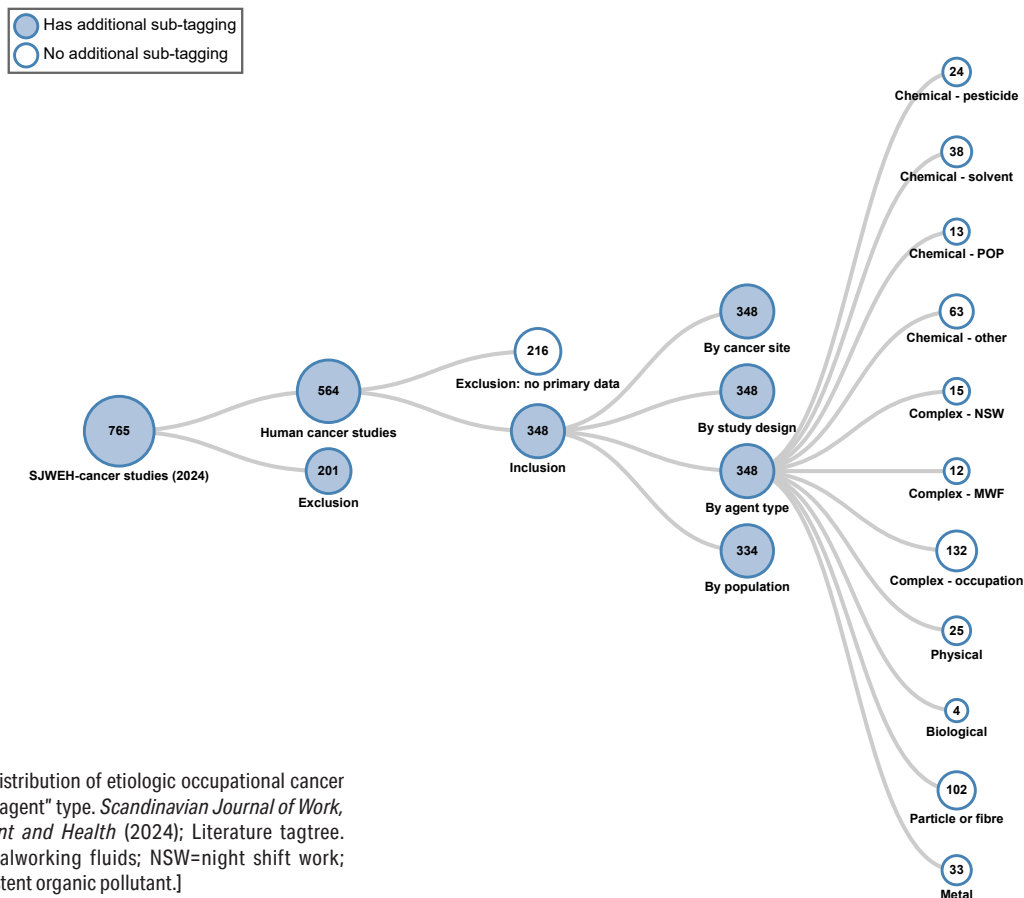 Has additional sub-tagging
No additional sub-tagging
765
SJWEH-cancer studies (2024)
564
Human cancer studies
201
Exclusion
216
Exclusion: no primary data
348
Inclusion
348
By cancer site
348
By study design
348
By agent type
334
By population
24
Chemical - pesticide
38
Chemical - solvent
13
Chemical - POP
63
Chemical - other
15
Complex - NSW
12
Complex - MWF
132
Complex - occupation
25
Physical
4
Biological
102
Particle or fibre
33
Metal
istribution of etiologic occupational cancer
agent" type. Scandinavian Journal of Work,
nt and Health (2024); Literature tagtree.
alworking fluids; NSW=night shift work;
tent organic pollutant.]